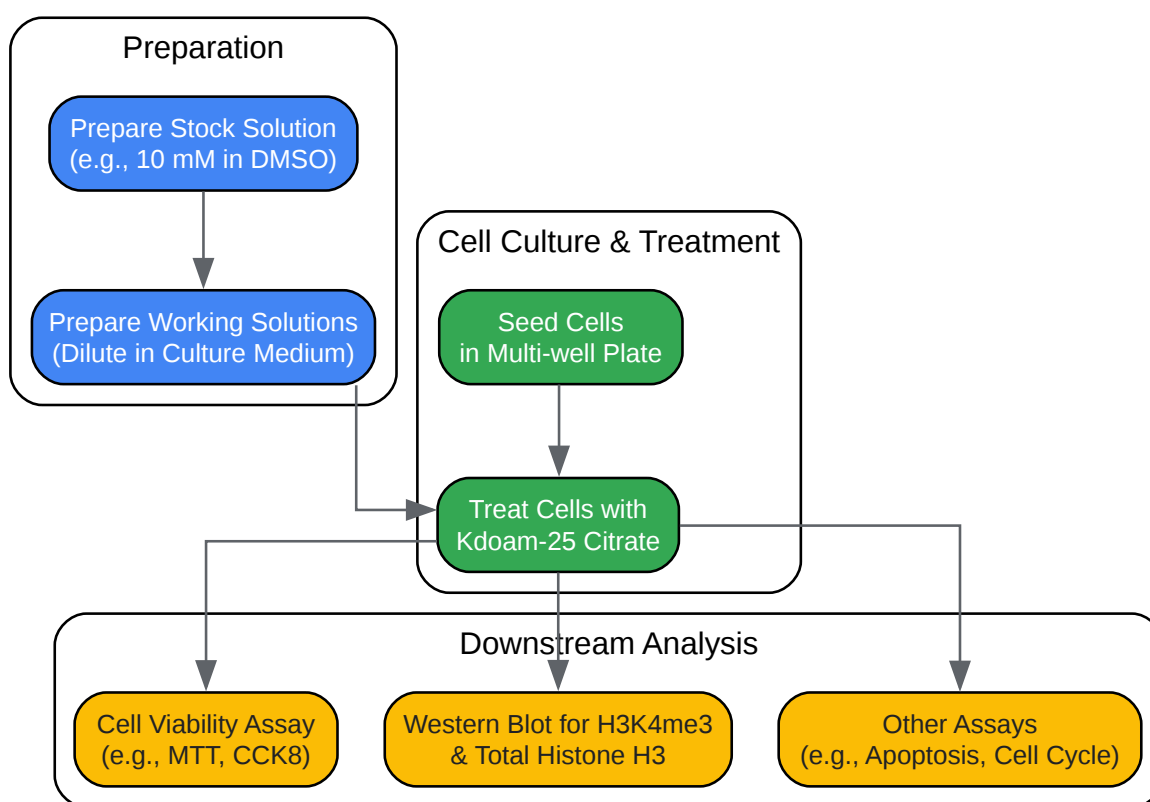 Preparation
Prepare Stock Solution
(e.g., 10 mM in DMSO)
Prepare Working Solutions
(Dilute in Culture Medium)
Cell Culture & Treatment
Seed Cells
in Multi-well Plate
Treat Cells with
Kdoam-25 Citrate
Downstream Analysis
Cell Viability Assay
(e.g., MTT, CCK8)
Western Blot for H3K4me3
& Total Histone H3
Other Assays
(e.g., Apoptosis, Cell Cycle)